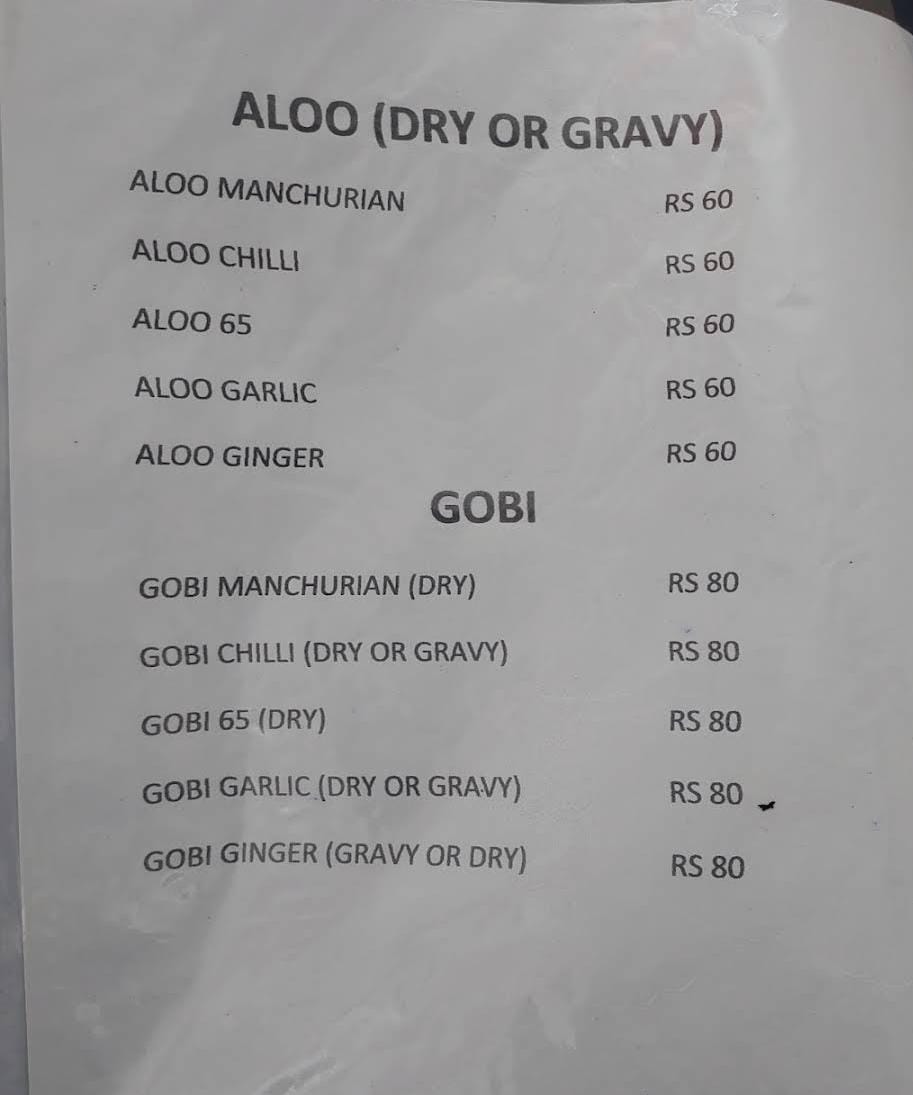 ALOO (DRY OR GRAVY)
ALOO MANCHURIAN RS 60
ALOO CHILLI RS 60
ALOO 65 RS 60
ALOO GARLIC RS 60
ALOO GINGER RS 60
GOBI
GOBI MANCHURIAN (DRY) RS 80
GOBI CHILLI (DRY OR GRAVY) RS 80
GOBI 65 (DRY) RS 80
GOBI GARLIC (DRY OR GRAVY) RS 80
GOBI GINGER (GRAVY OR DRY) RS 80